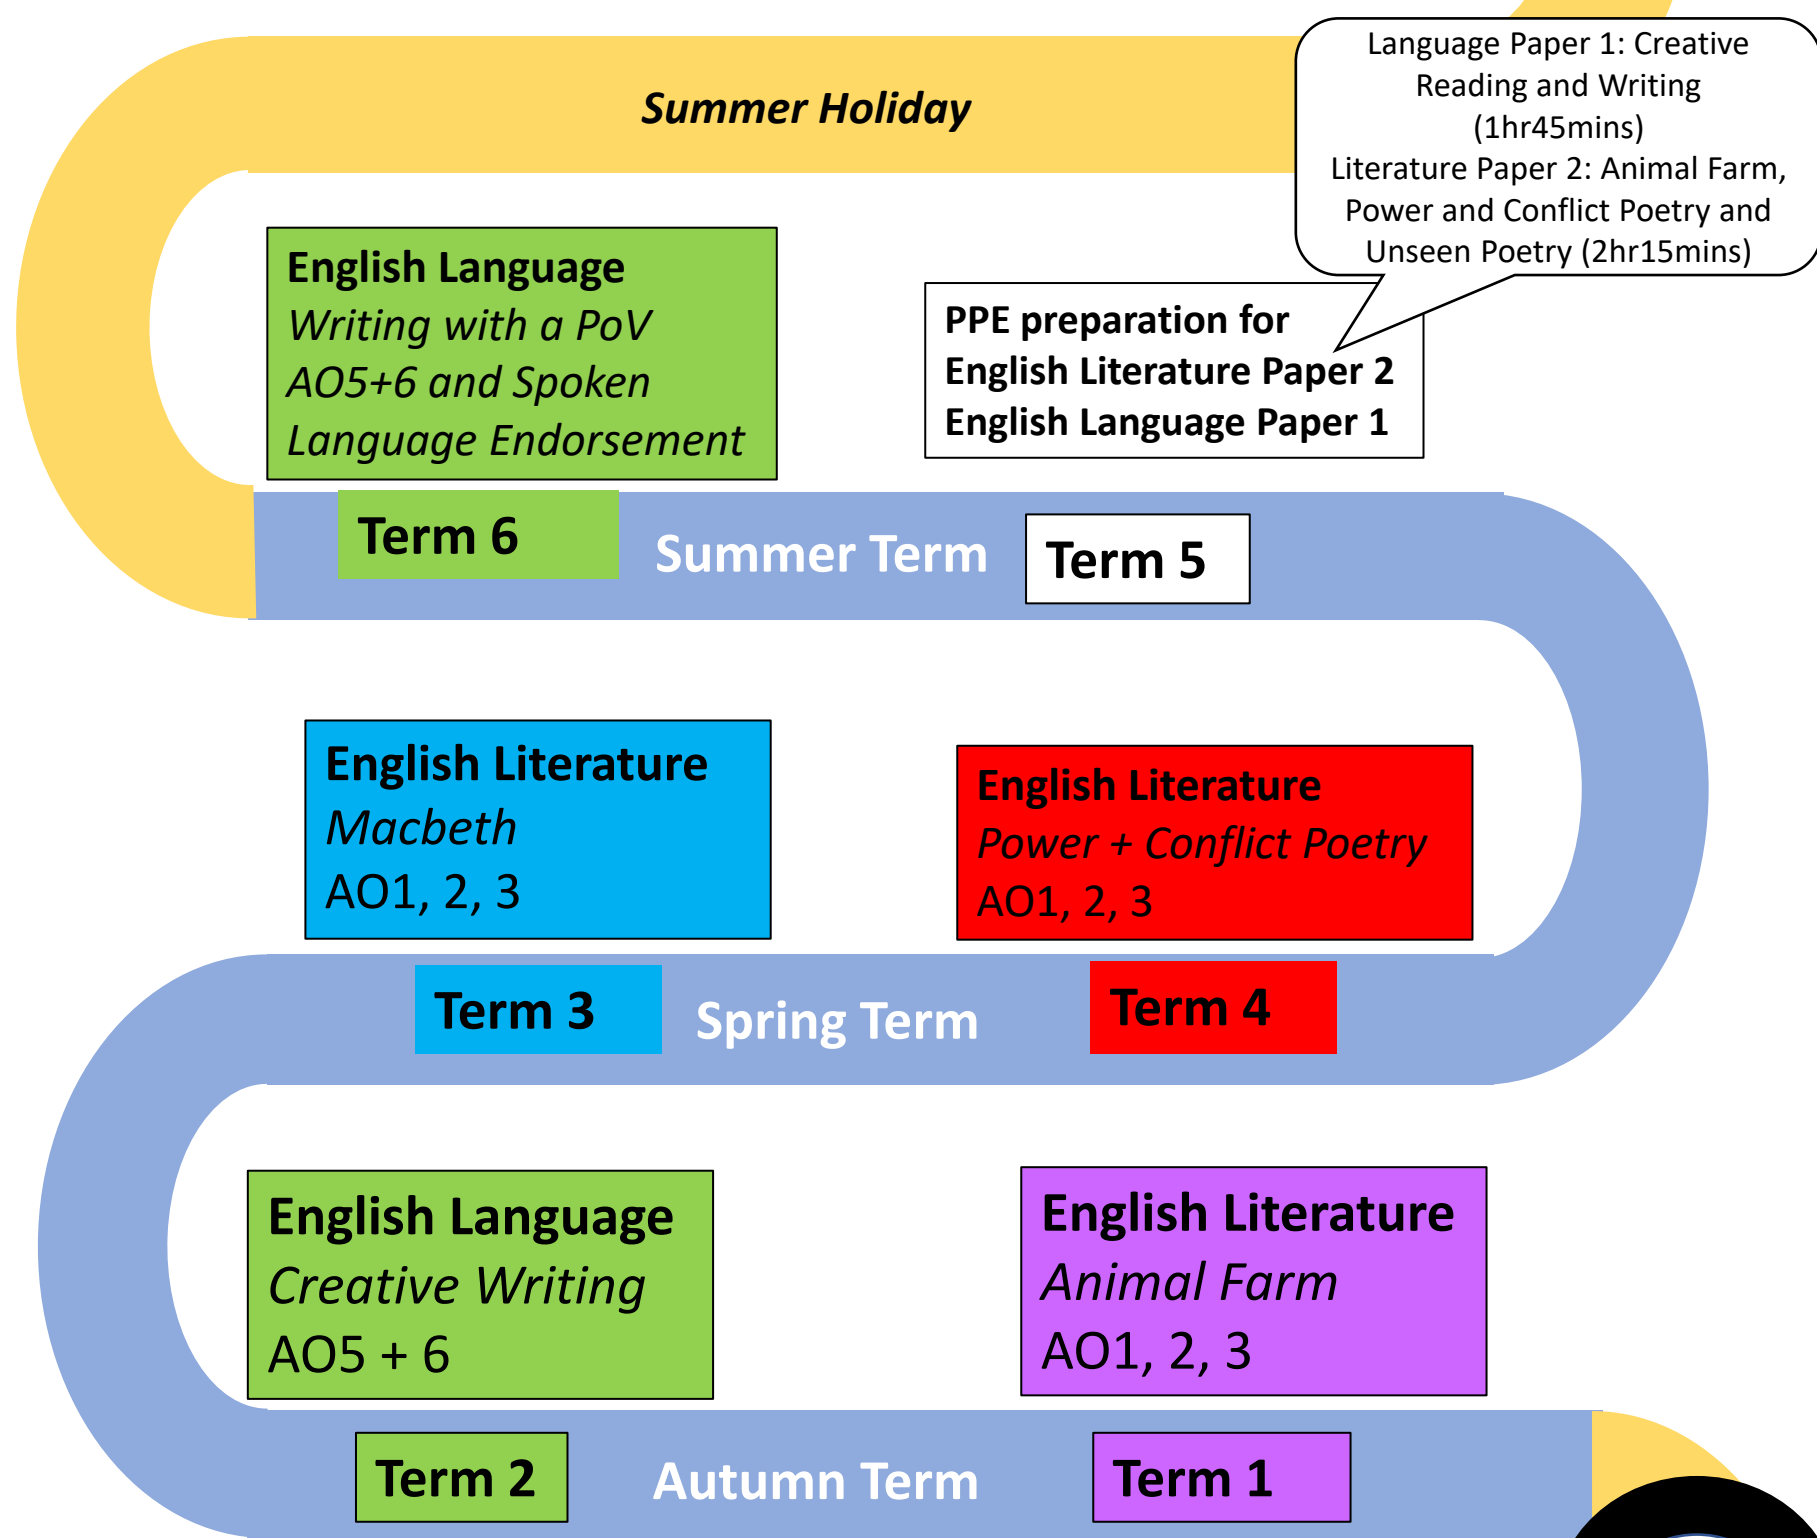 Summer Holiday
Language Paper 1: Creative
Reading and Writing
(1hr45mins)
Literature Paper 2: Animal Farm,
Power and Conflict Poetry and
Unseen Poetry (2hr15mins)
English Language
Writing with a PoV
AO5+6 and Spoken
Language Endorsement
PPE preparation for
English Literature Paper 2
English Language Paper 1
Term 6
Summer Term
Term 5
English Literature
Macbeth
AO1, 2, 3
English Literature
Power + Conflict Poetry
AO1, 2, 3
Term 3
Spring Term
Term 4
English Language
Creative Writing
AO5 + 6
English Literature
Animal Farm
AO1, 2, 3
Term 2
Autumn Term
Term 1